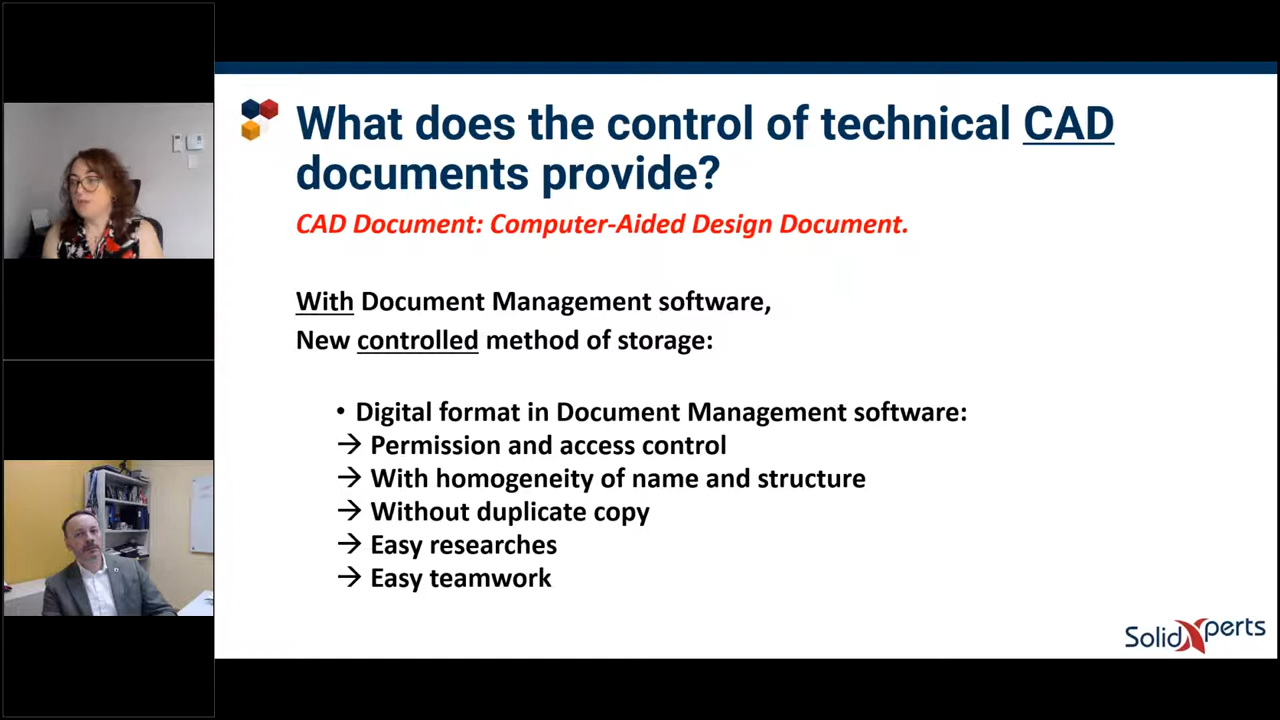 What does the control of technical CAD
documents provide?
CAD Document: Computer-Aided Design Document.
With Document Management software,
New controlled method of storage:
• Digital format in Document Management software:
→ Permission and access control
→ With homogeneity of name and structure
→ Without duplicate copy
→ Easy researches
→ Easy teamwork
SolidXperts